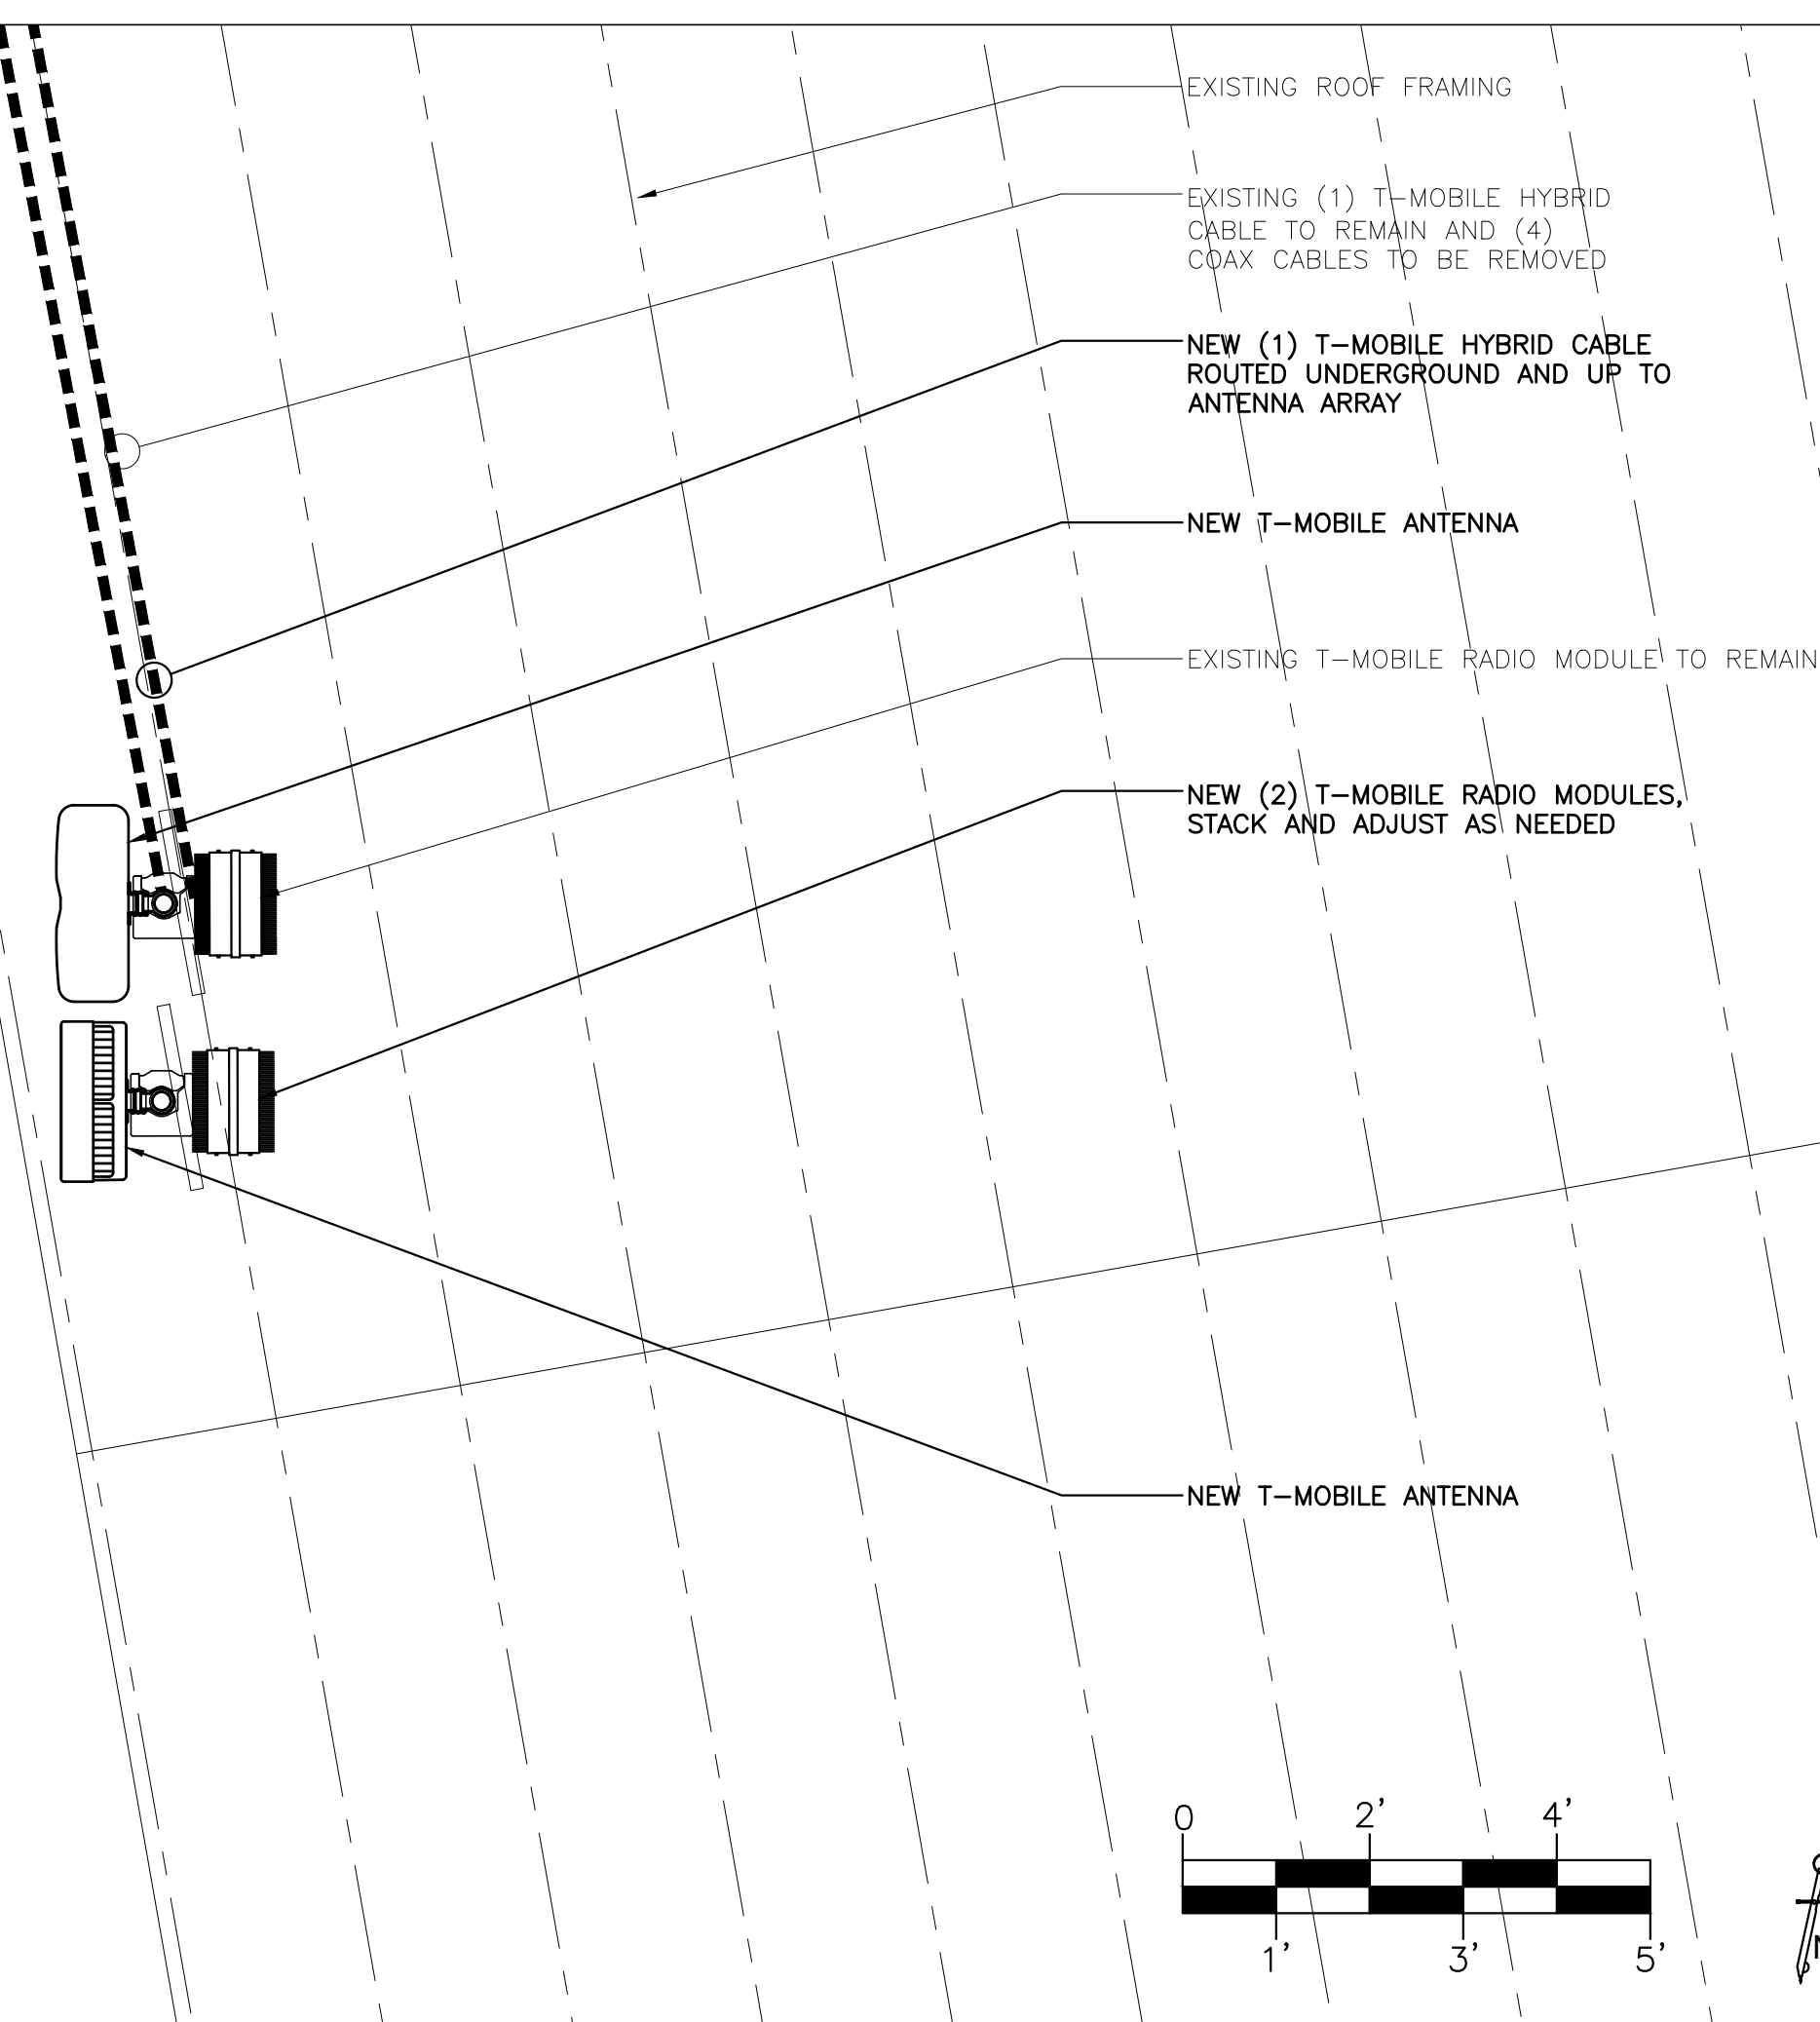 EXISTING ROOF FRAMING
EXISTING (1) T-MOBILE HYBRID
CABLE TO REMAIN AND (4)
COAX CABLES TO BE REMOVED
NEW (1) T-MOBILE HYBRID CABLE
ROUTED UNDERGROUND AND UP TO
ANTENNA ARRAY
NEW T-MOBILE ANTENNA
EXISTING T-MOBILE RADIO MODULE TO REMAIN
NEW (2) T-MOBILE RADIO MODULES,
STACK AND ADJUST AS NEEDED
NEW T-MOBILE ANTENNA
0 2' 4'
1' 3' 5'